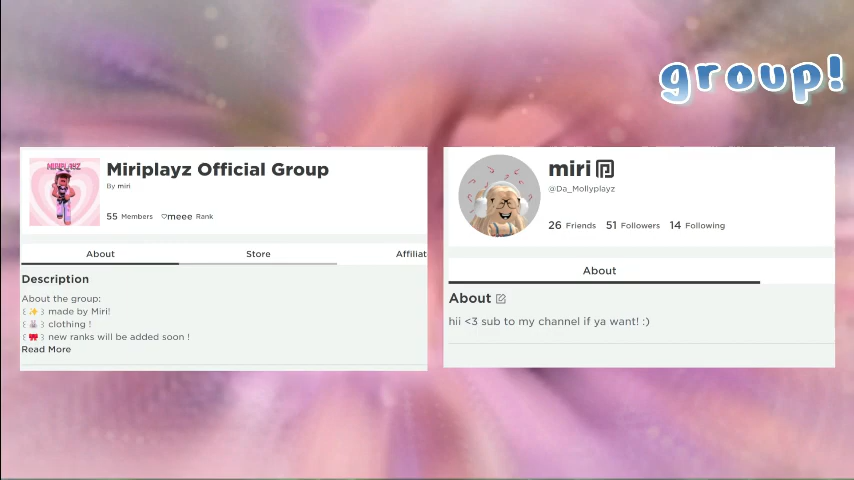 group!
MIRIPLAYZ
Miriplayz Official Group
By miri
55 Members ♡meee Rank
About Store Affiliat
Description
About the group:
꒰✨꒱ made by Miri!
꒰🐰꒱ clothing !
꒰🎀꒱ new ranks will be added soon !
Read More
miri
@Da_Mollyplayz
26 Friends 51 Followers 14 Following
About
About
hii <3 sub to my channel if ya want! :)